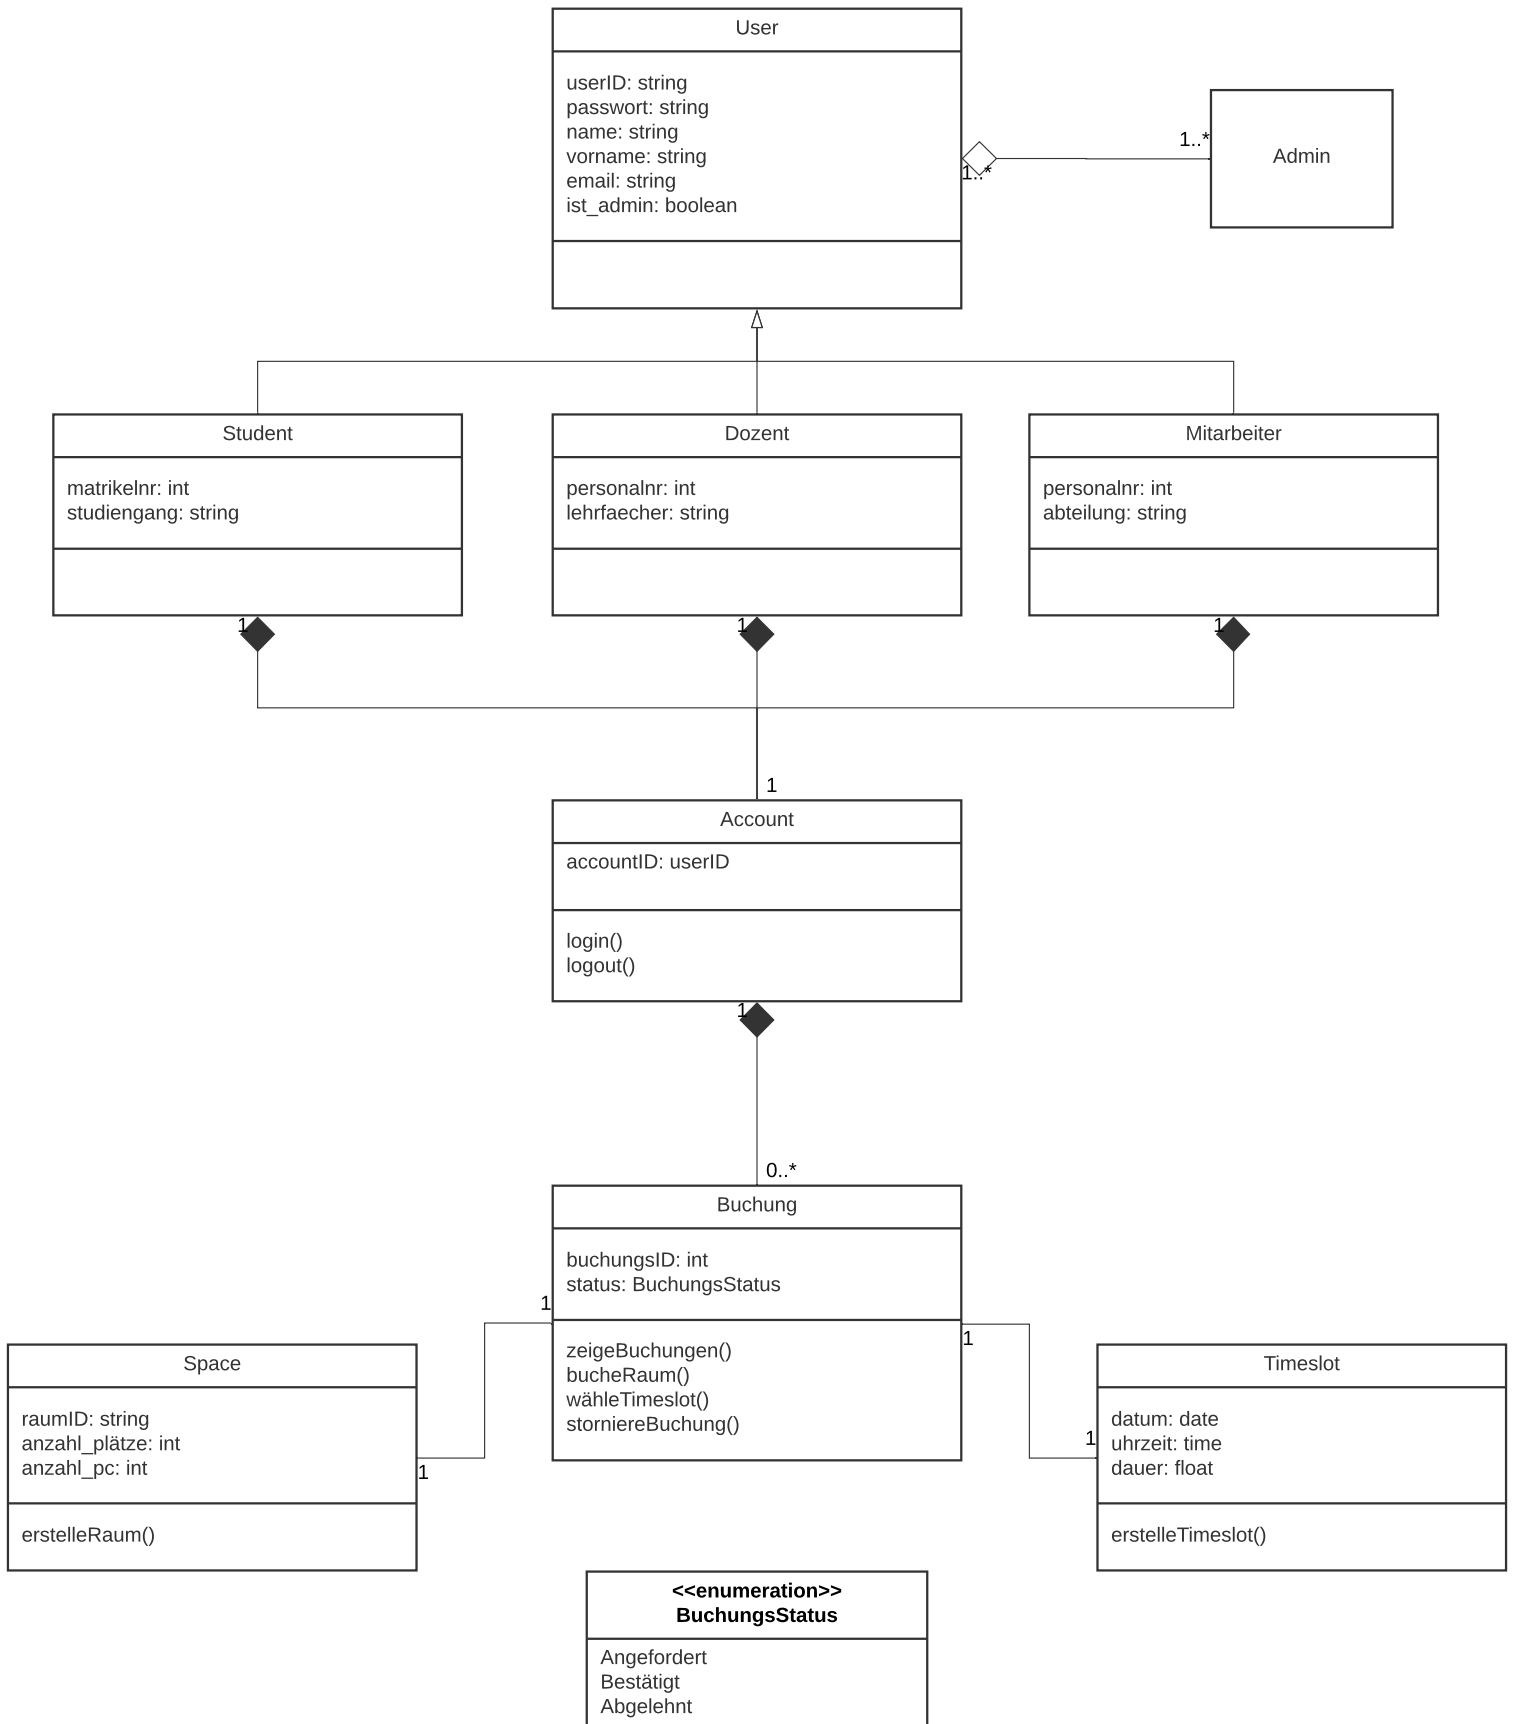 User
userID: string
passwort: string
name: string
vorname: string
email: string
ist_admin: boolean
1..*
1..*
Admin
Student
matrikelnr: int
studiengang: string
Dozent
personalnr: int
lehrfaecher: string
Mitarbeiter
personalnr: int
abteilung: string
1
1
1
1
Account
accountID: userID
login()
logout()
1
0..*
Buchung
buchungsID: int
status: BuchungsStatus
zeigeBuchungen()
bucheRaum()
wähleTimeslot()
storniereBuchung()
1
1
1
1
Space
raumID: string
anzahl_plätze: int
anzahl_pc: int
erstelleRaum()
Timeslot
datum: date
uhrzeit: time
dauer: float
erstelleTimeslot()
<<enumeration>>
BuchungsStatus
Angefordert
Bestätigt
Abgelehnt